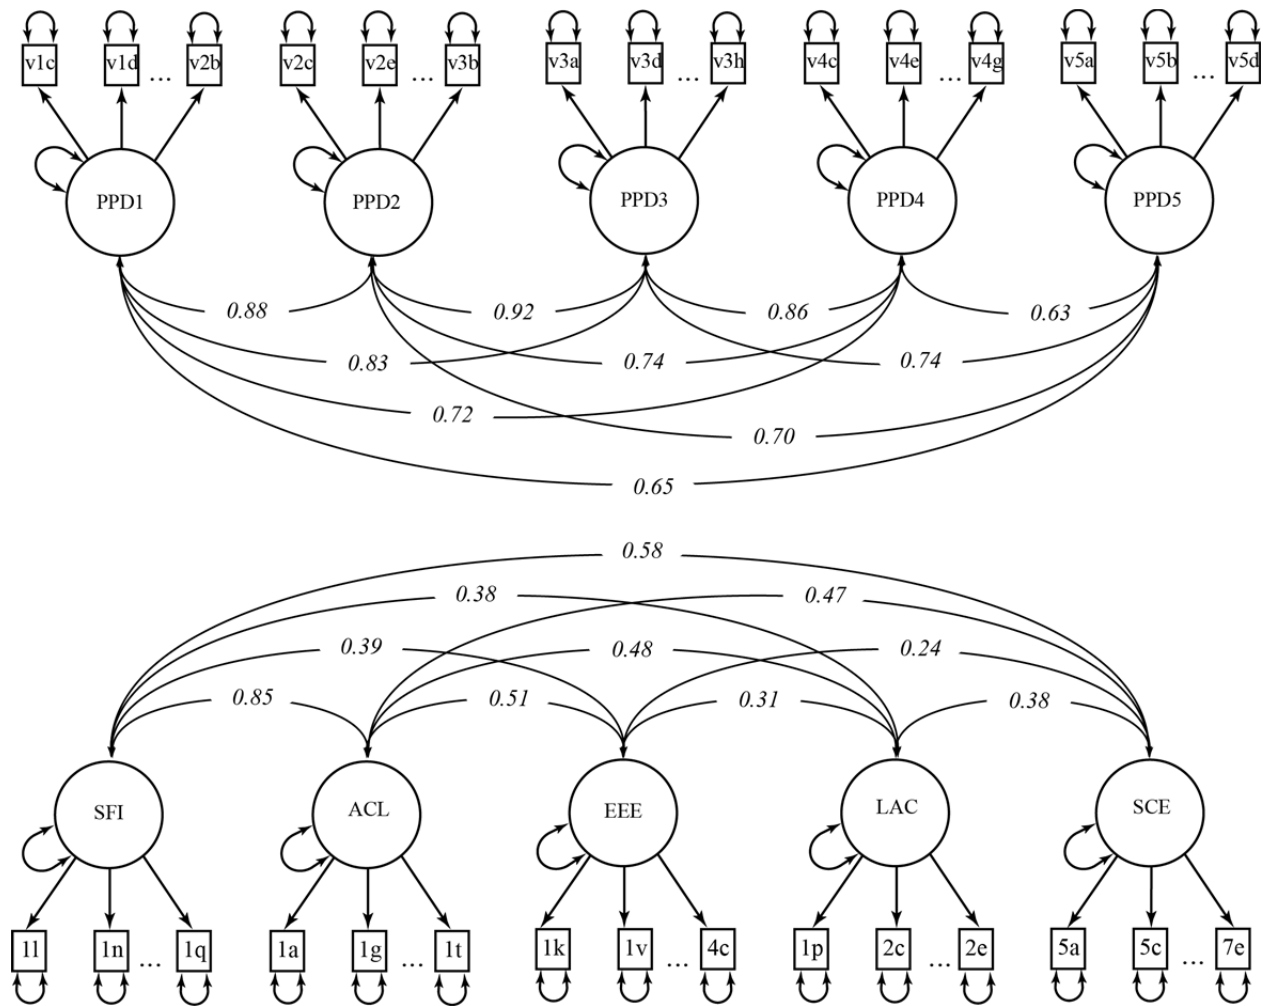 v1c v1d ... v2b v2c v2e ... v3b v3a v3d ... v3h v4c v4e ... v4g v5a v5b ... v5d
PPD1 PPD2 PPD3 PPD4 PPD5
0.88 0.92 0.86 0.63
0.83 0.74 0.74
0.72
0.70
0.65
0.58
0.38 0.47
0.39 0.48 0.24
0.85 0.51 0.31 0.38
SFI ACL EEE LAC SCE
1l 1n ... 1q 1a 1g ... 1t 1k 1v ... 4c 1p 2c ... 2e 5a 5c ... 7e